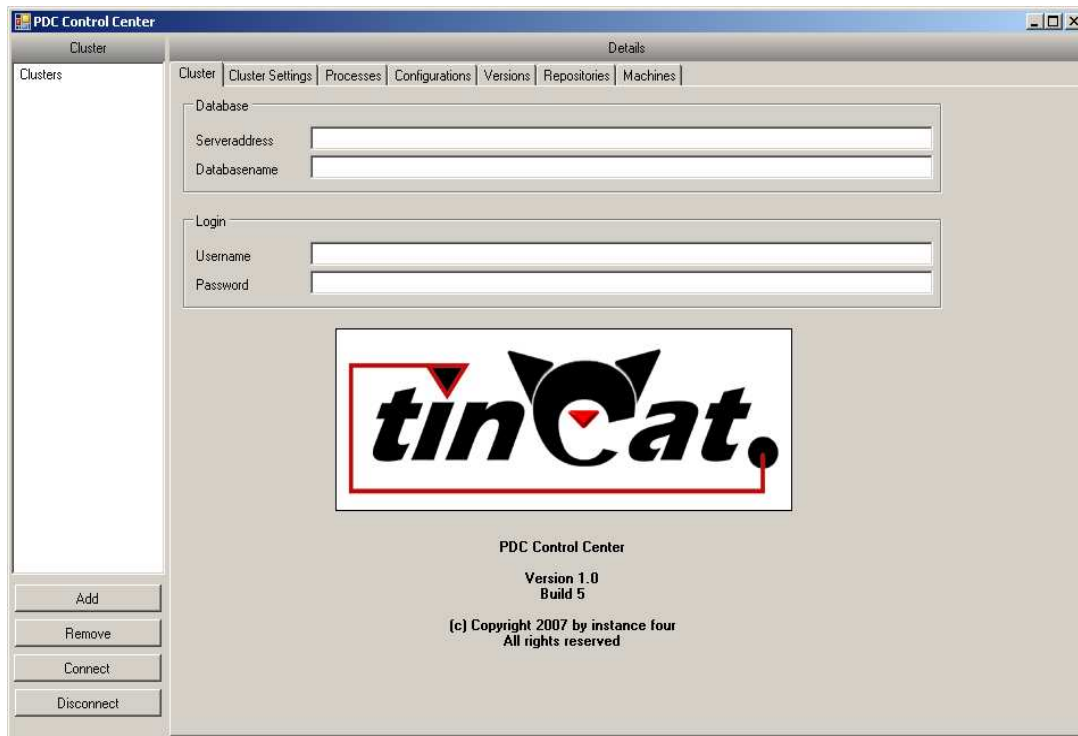 PDC Control Center
Cluster
Details
Clusters
Cluster Cluster Settings Processes Configurations Versions Repositories Machines
Database
Serveraddress
Databasename
Login
Username
Password
tinCat.
PDC Control Center
Version 1.0
Build 5
(c) Copyright 2007 by instance four
All rights reserved
Add
Remove
Connect
Disconnect